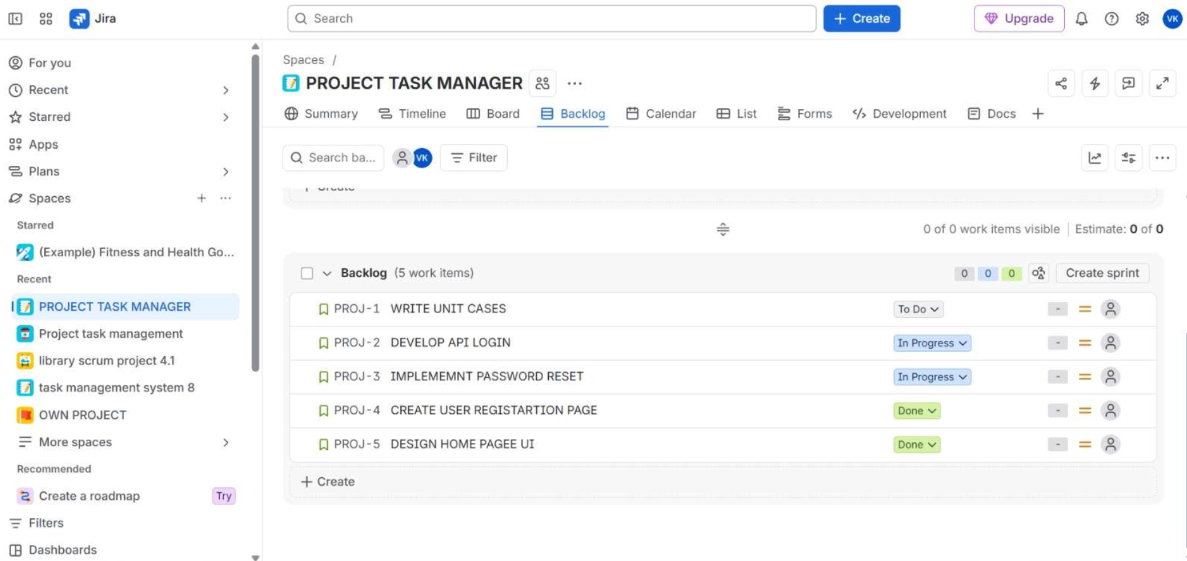 Jira
Search
+ Create
Upgrade
VK
For you
Recent
Starred
Apps
Plans
Spaces
Starred
(Example) Fitness and Health Go...
Recent
PROJECT TASK MANAGER
Project task management
library scrum project 4.1
task management system 8
OWN PROJECT
More spaces
Recommended
Create a roadmap Try
Filters
Dashboards
Spaces /
PROJECT TASK MANAGER
Summary Timeline Board Backlog Calendar List Forms Development Docs
Search ba... VK Filter
+ Create
0 of 0 work items visible | Estimate: 0 of 0
Backlog (5 work items) 0 0 0 Create sprint
PROJ-1 WRITE UNIT CASES To Do -
PROJ-2 DEVELOP API LOGIN In Progress -
PROJ-3 IMPLEMEMNT PASSWORD RESET In Progress -
PROJ-4 CREATE USER REGISTARTION PAGE Done -
PROJ-5 DESIGN HOME PAGEE UI Done -
+ Create